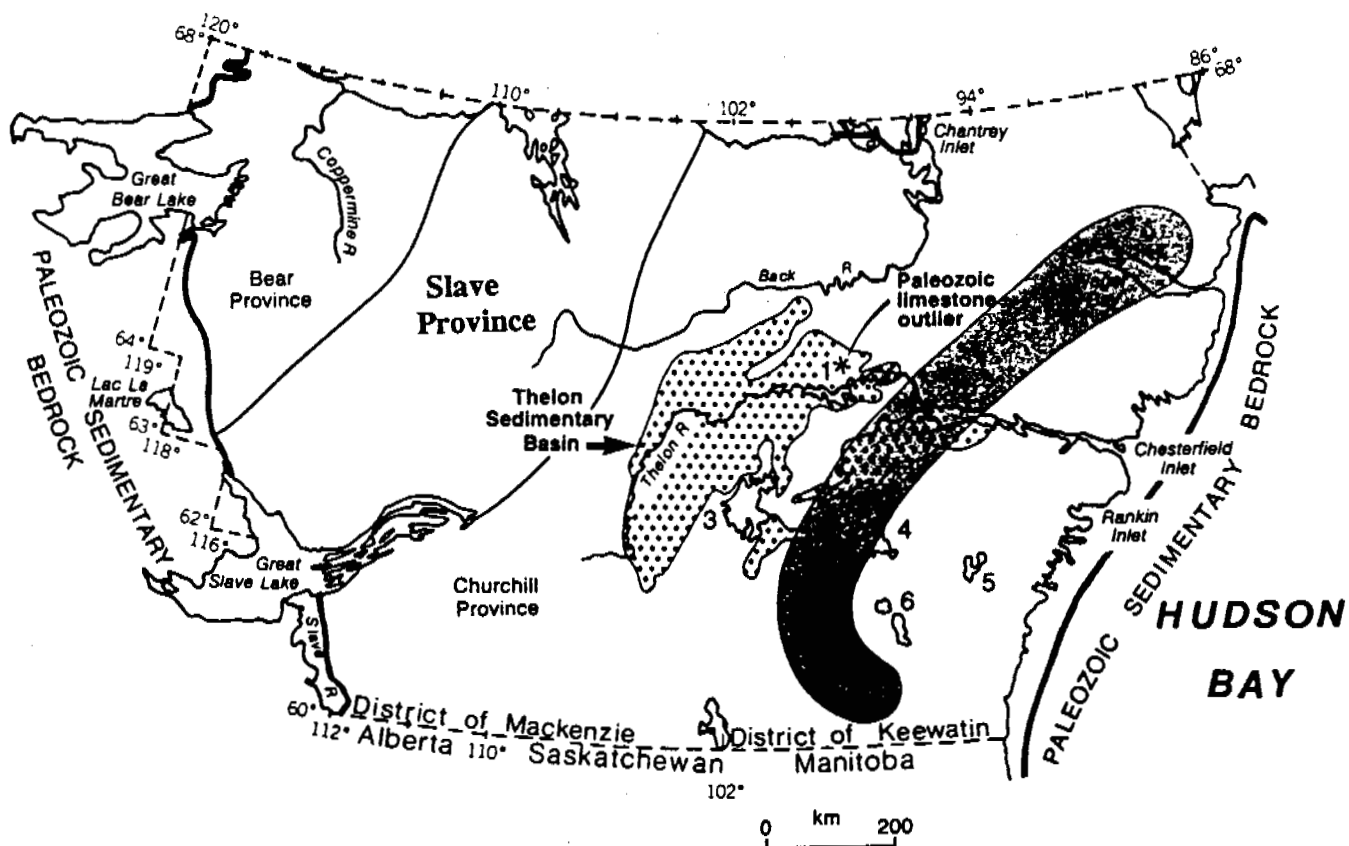 120°
68°
110°
102°
94°
86°
68°
Chantrey
Inlet
Great
Bear Lake
Coppermine R
PALEOZOIC SEDIMENTARY
BEDROCK
Bear
Province
Slave
Province
Back R
Paleozoic
limestone
outlier
64°
119°
Lac La
Martre
63°
118°
1
Thelon
Sedimentary
Basin
Thelon R
62°
116°
3
4
5
6
Chesterfield
Inlet
Rankin
Inlet
PALEOZOIC SEDIMENTARY BEDROCK
Great
Slave Lake
Churchill
Province
Slave R
HUDSON
BAY
60°
112°
District of Mackenzie
District of Keewatin
Alberta
110°
Saskatchewan
Manitoba
102°
0 km 200